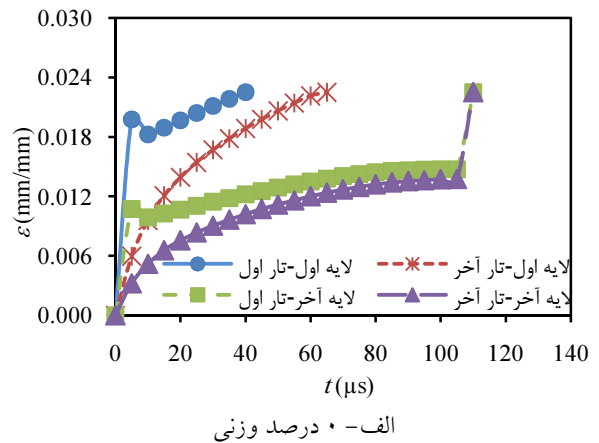 0.030
0.024
0.018
0.012
0.006
0.000
ε (mm/mm)
لایه اول-تار اول
لایه اول-تار آخر
لایه آخر-تار اول
لایه آخر-تار آخر
0 20 40 60 80 100 120 140
t (µs)
الف- ۰ درصد وزنی